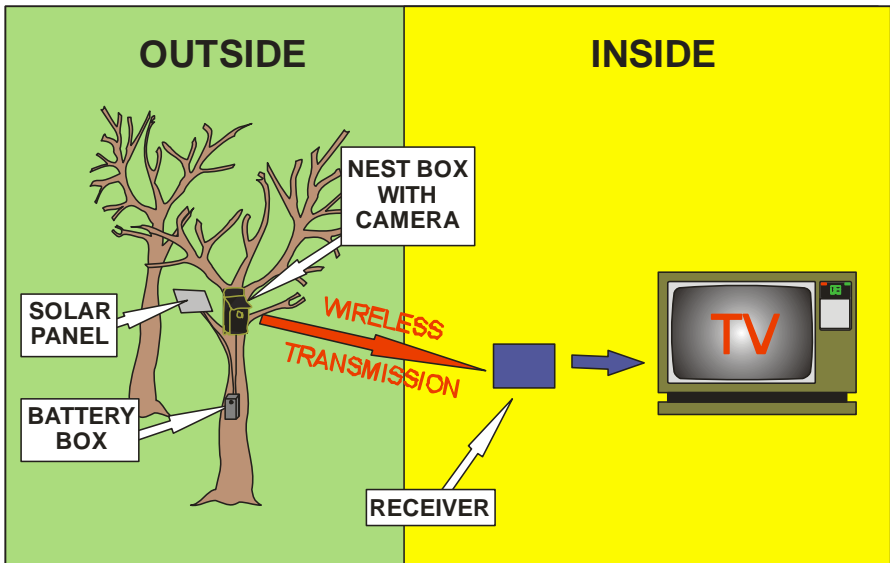 OUTSIDE
INSIDE
NEST BOX
WITH
CAMERA
SOLAR
PANEL
WIRELESS
TRANSMISSION
TV
BATTERY
BOX
RECEIVER